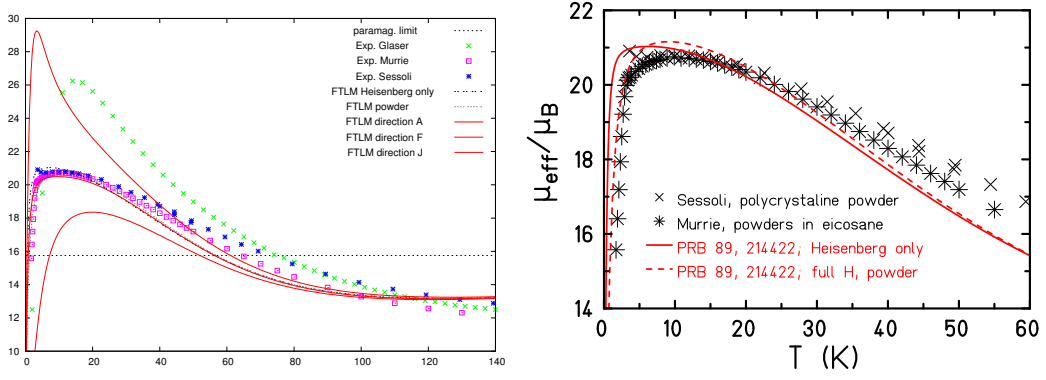 30
28
26
24
22
20
18
16
14
12
10
0
20
40
60
80
100
120
140
paramag. limit
Exp. Glaser
Exp. Murrie
Exp. Sessoli
FTLM Heisenberg only
FTLM powder
FTLM direction A
FTLM direction F
FTLM direction J
22
20
18
16
14
μeff/μB
0
10
20
30
40
50
60
T (K)
Sessoli, polycrystaline powder
Murrie, powders in eicosane
PRB 89, 214422; Heisenberg only
PRB 89, 214422; full H, powder